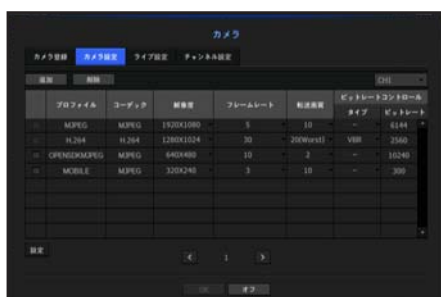 カメラ
カメラ登録 カメラ設定 ライブ設定 チャンネル設定
追加 削除 CH1
プロファイル コーデック 解像度 フレームレート 転送画質 ビットレートコントロール
タイプ ビットレート
MJPEG MJPEG 1920X1080 5 10 - 6144
H.264 H.264 1280X1024 30 20(Worst) VBR 2560
OPENSDKMJPEG MJPEG 640X480 10 2 - 10240
MOBILE MJPEG 320X240 3 10 - 300
設定
< 1 >
OK オフ